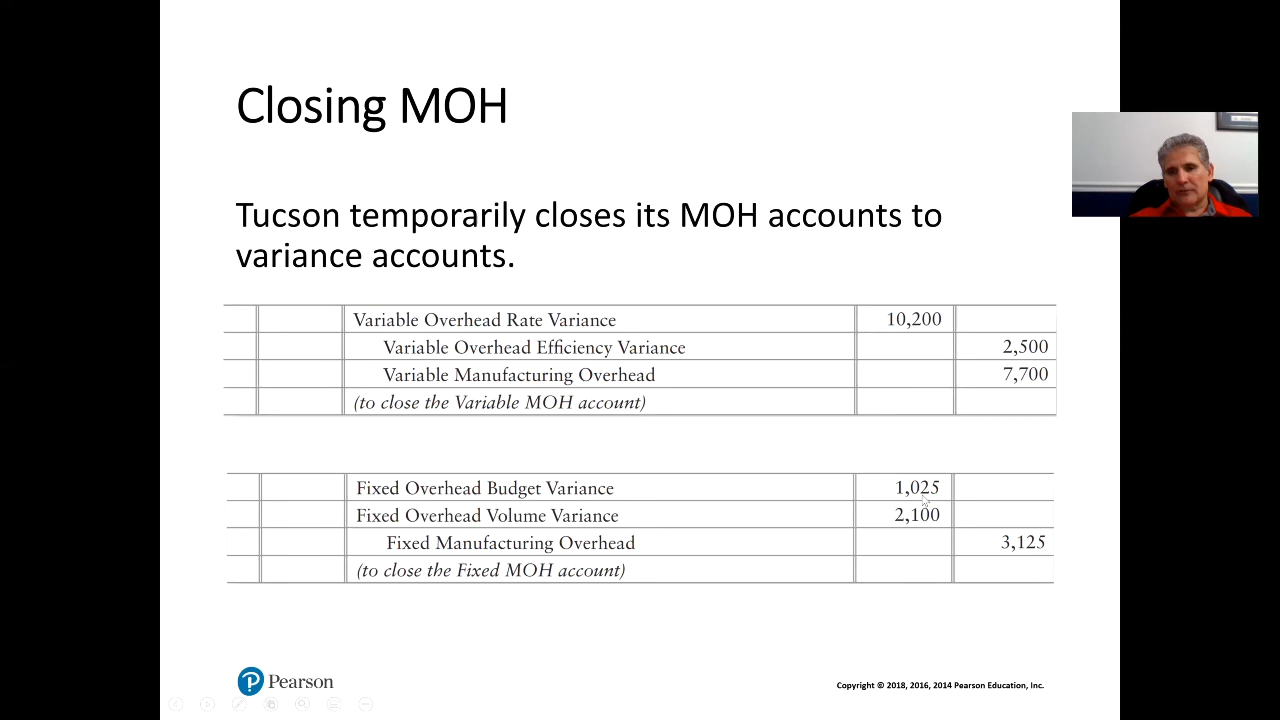 Closing MOH
Tucson temporarily closes its MOH accounts to
variance accounts.
Variable Overhead Rate Variance 10,200
Variable Overhead Efficiency Variance 2,500
Variable Manufacturing Overhead 7,700
(to close the Variable MOH account)
Fixed Overhead Budget Variance 1,025
Fixed Overhead Volume Variance 2,100
Fixed Manufacturing Overhead 3,125
(to close the Fixed MOH account)
P Pearson
Copyright © 2018, 2016, 2014 Pearson Education, Inc.